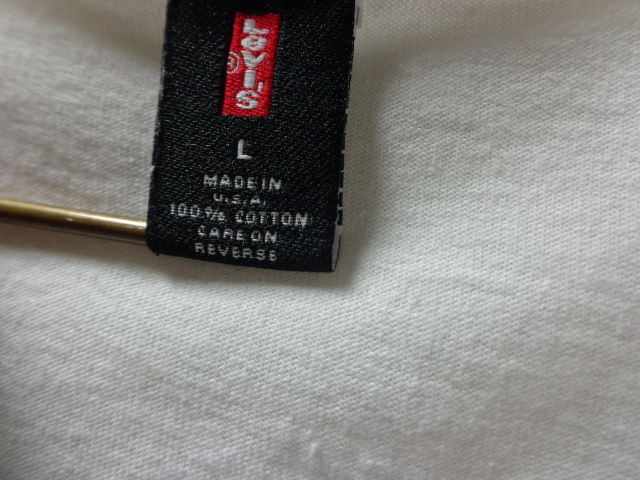 Levi's ®
L
MADE IN
U.S.A.
100% COTTON
CARE ON
REVERSE